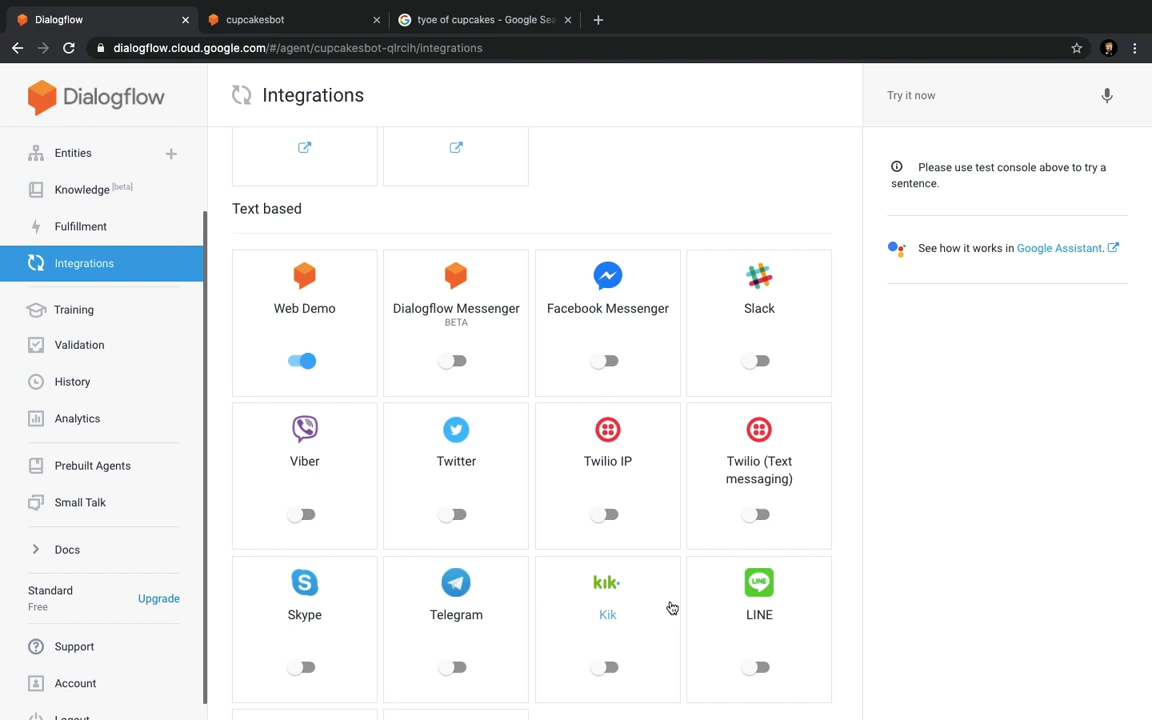 Dialogflow
cupcakesbot
tyoe of cupcakes - Google Sea
dialogflow.cloud.google.com/#/agent/cupcakesbot-qlrcih/integrations
Dialogflow
Integrations
Try it now
Entities
Knowledge [beta]
Fulfillment
Integrations
Training
Validation
History
Analytics
Prebuilt Agents
Small Talk
Docs
Standard
Free
Upgrade
Support
Account
Logout
Text based
Web Demo
Dialogflow Messenger
BETA
Facebook Messenger
Slack
Viber
Twitter
Twilio IP
Twilio (Text
messaging)
Skype
Telegram
kik.
Kik
LINE
LINE
Please use test console above to try a
sentence.
See how it works in Google Assistant.